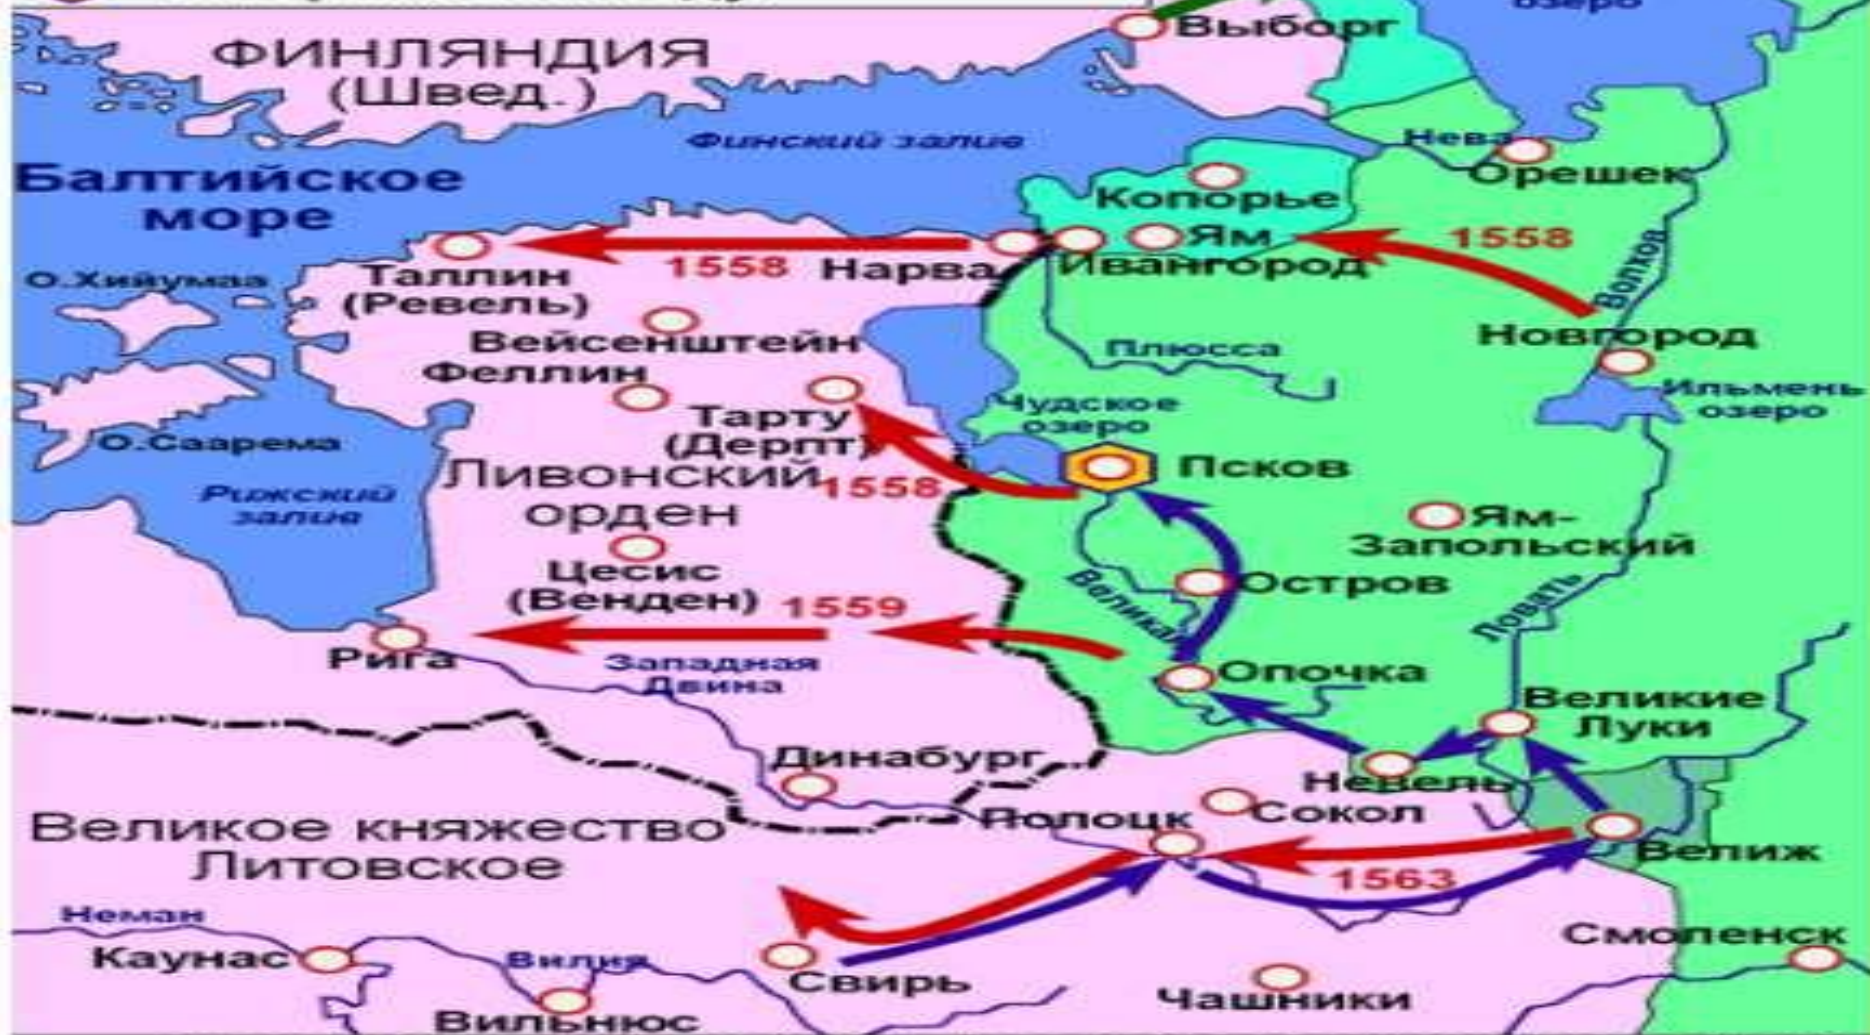 Выборг
озеро
ФИНЛЯНДИЯ
(Швед.)
Финский залив
Нева
Орешек
Балтийское
море
Копорье
Ям
1558
Волхов
Ивангород
Нарва
1558
Таллин
(Ревель)
О.Хийумаа
Вейсенштейн
Плюсса
Новгород
Феллин
Ильмень
озеро
Чудское
озеро
Тарту
(Дерпт)
О.Саарема
Ливонский
орден
1558
Псков
Рижский
залив
Ям-
Запольский
Цесис
(Венден)
1559
Остров
Великая
Ловать
Рига
Западная
Двина
Опочка
Великие
Луки
Динабург
Невель
Сокол
Полоцк
Великое княжество
Литовское
Велиж
1563
Неман
Каунас
Вилия
Вильнюс
Свирь
Чашники
Смоленск